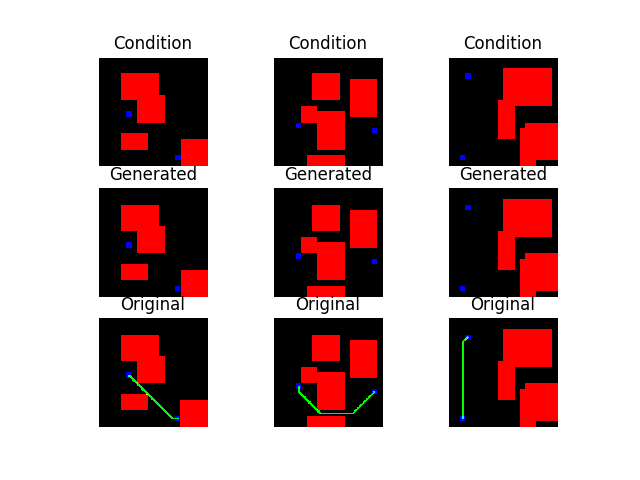 Condition Condition Condition
Generated Generated Generated
Original Original Original